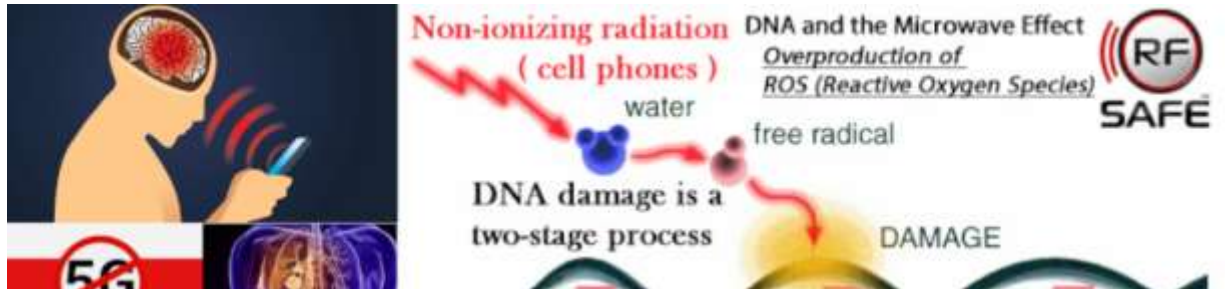 Non-ionizing radiation
( cell phones )
DNA and the Microwave Effect
Overproduction of
ROS (Reactive Oxygen Species)
RF
SAFE®
water
free radical
DNA damage is a
two-stage process
DAMAGE
5G